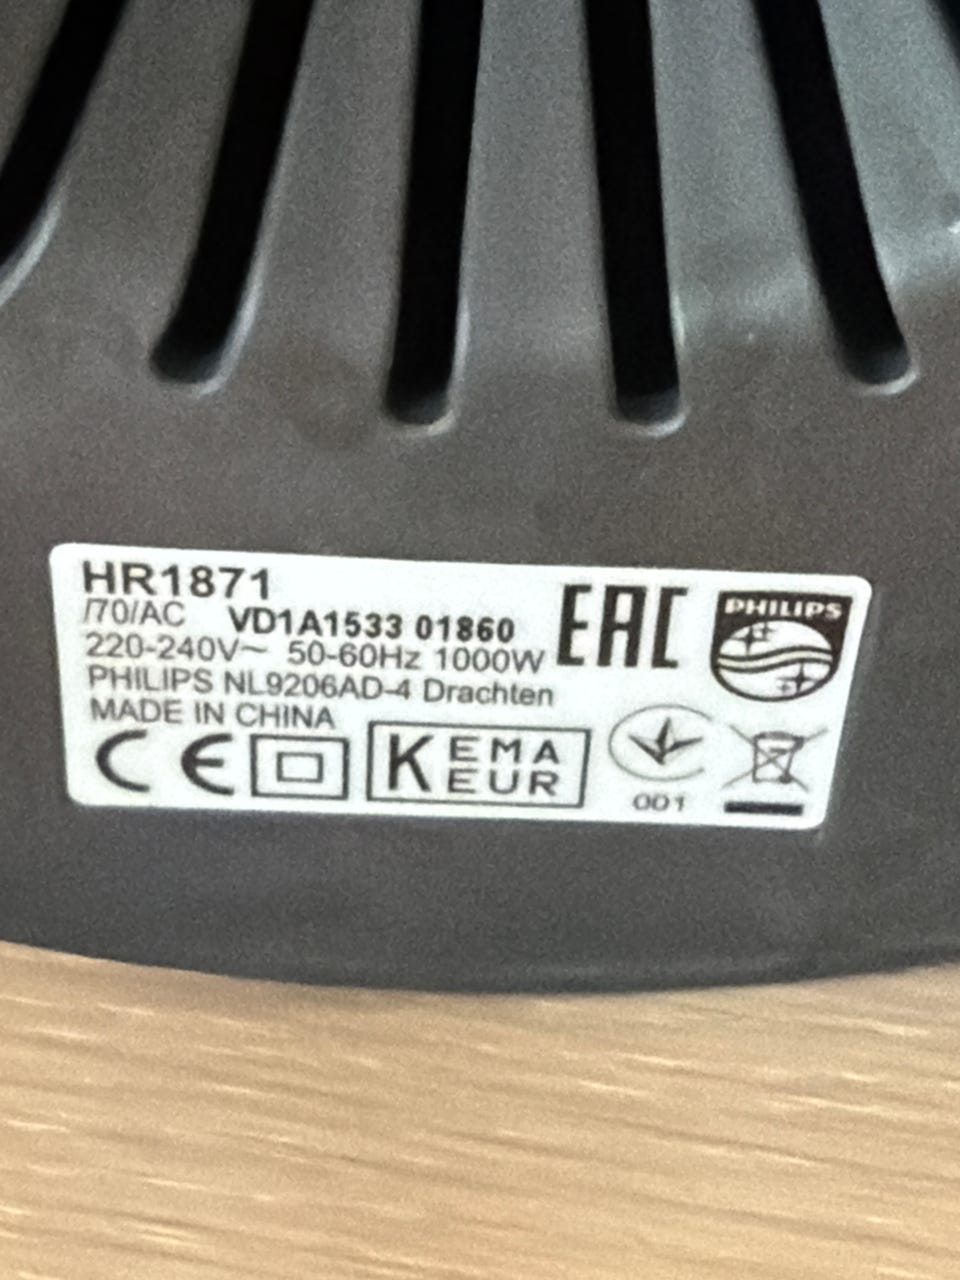 HR1871
/70/AC VD1A1533 01860
220-240V~ 50-60Hz 1000W
PHILIPS NL9206AD-4 Drachten
MADE IN CHINA
EAC
PHILIPS
CE
KEMA
EUR
001